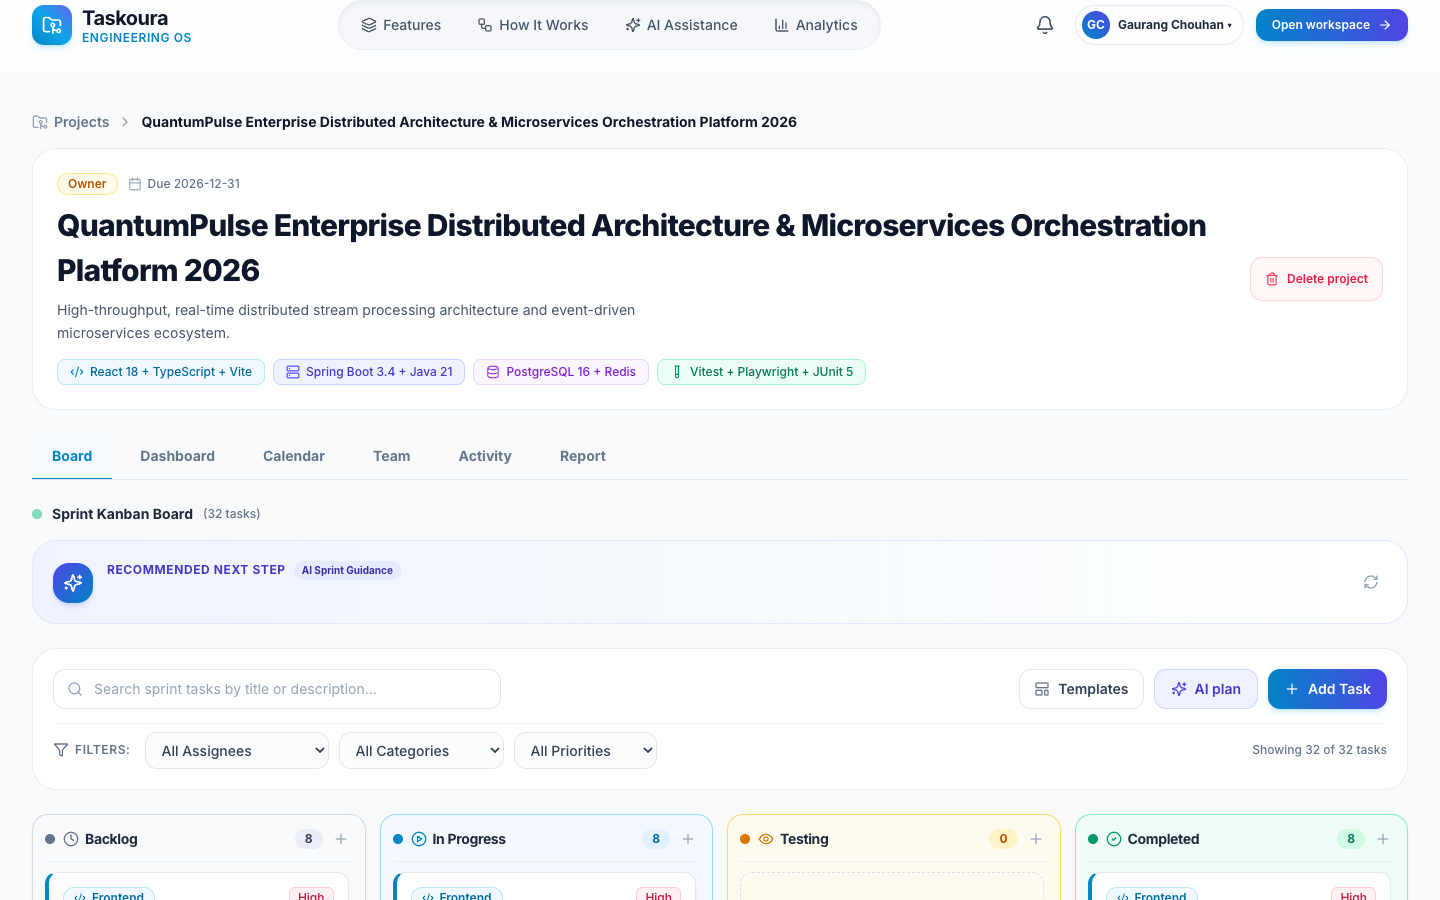 Taskoura
ENGINEERING OS
Features
How It Works
AI Assistance
Analytics
GC
Gaurang Chouhan
Open workspace
Projects
QuantumPulse Enterprise Distributed Architecture & Microservices Orchestration Platform 2026
Owner
Due 2026-12-31
QuantumPulse Enterprise Distributed Architecture & Microservices Orchestration
Platform 2026
Delete project
High-throughput, real-time distributed stream processing architecture and event-driven
microservices ecosystem.
React 18 + TypeScript + Vite
Spring Boot 3.4 + Java 21
PostgreSQL 16 + Redis
Vitest + Playwright + JUnit 5
Board
Dashboard
Calendar
Team
Activity
Report
Sprint Kanban Board
(32 tasks)
RECOMMENDED NEXT STEP
AI Sprint Guidance
Search sprint tasks by title or description...
Templates
AI plan
Add Task
FILTERS:
All Assignees
All Categories
All Priorities
Showing 32 of 32 tasks
Backlog
8
In Progress
8
Testing
0
Completed
8
Frontend
High
Frontend
High
Frontend
High